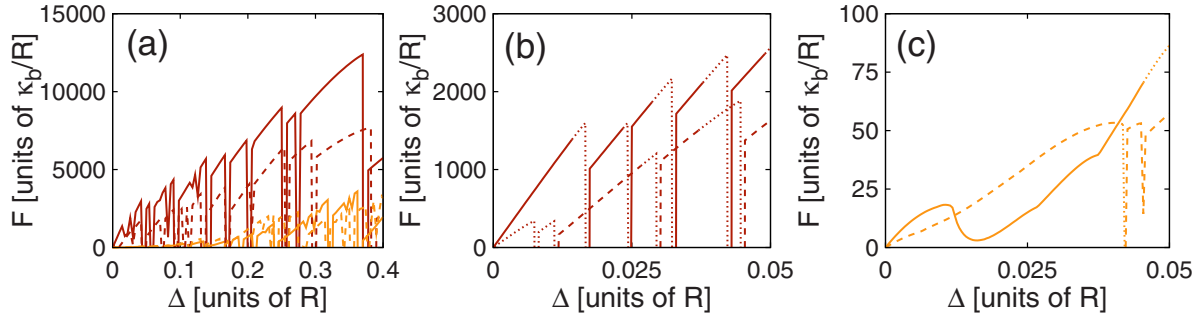 (a)
F [units of κb/R]
15000
10000
5000
0
0
0.1
0.2
0.3
0.4
Δ [units of R]
(b)
F [units of κb/R]
3000
2000
1000
0
0
0.025
0.05
Δ [units of R]
(c)
F [units of κb/R]
100
75
50
25
0
0
0.025
0.05
Δ [units of R]